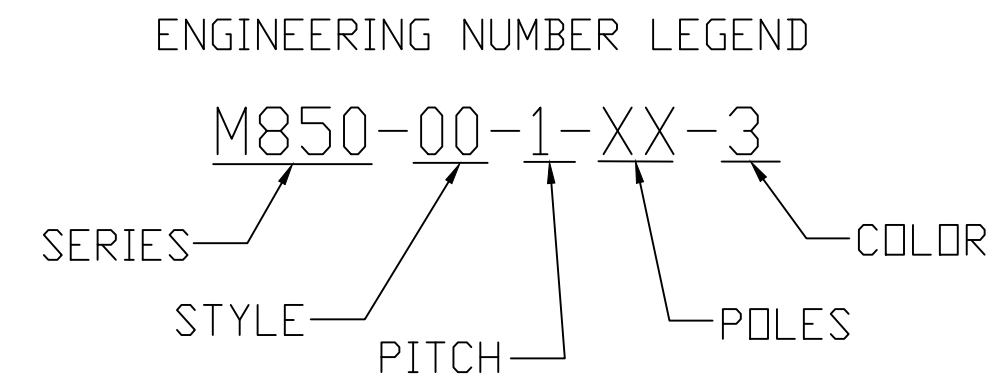 ENGINEERING NUMBER LEGEND
M850-00-1-XX-3
SERIES
COLOR
STYLE
POLES
PITCH